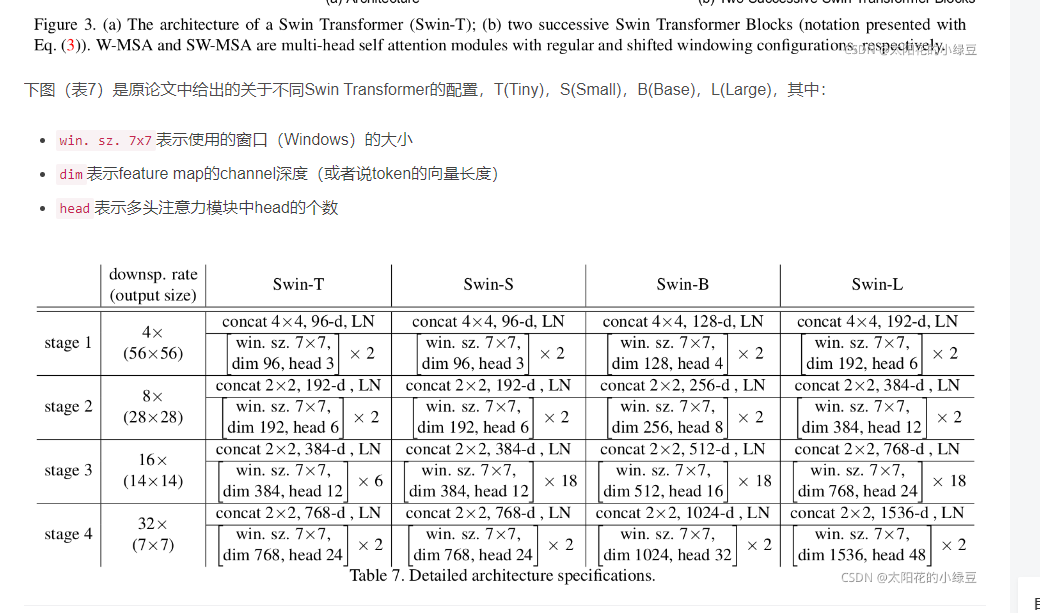 (a) Architecture (b) Two Successive Swin Transformer Blocks
Figure 3. (a) The architecture of a Swin Transformer (Swin-T); (b) two successive Swin Transformer Blocks (notation presented with
Eq. (3)). W-MSA and SW-MSA are multi-head self attention modules with regular and shifted windowing configurations, respectively.
CSDN @太阳花的小绿豆
下图（表7）是原论文中给出的关于不同Swin Transformer的配置，T(Tiny)，S(Small)，B(Base)，L(Large)，其中：
win. sz. 7x7表示使用的窗口（Windows）的大小
dim表示feature map的channel深度（或者说token的向量长度）
head表示多头注意力模块中head的个数
downsp. rate
(output size) Swin-T Swin-S Swin-B Swin-L
stage 1 4× (56×56)
concat 4×4, 96-d, LN concat 4×4, 96-d, LN concat 4×4, 128-d, LN concat 4×4, 192-d, LN
win. sz. 7×7, win. sz. 7×7, win. sz. 7×7, win. sz. 7×7,
dim 96, head 3 × 2 dim 96, head 3 × 2 dim 128, head 4 × 2 dim 192, head 6 × 2
stage 2 8× (28×28)
concat 2×2, 192-d , LN concat 2×2, 192-d , LN concat 2×2, 256-d , LN concat 2×2, 384-d , LN
win. sz. 7×7, win. sz. 7×7, win. sz. 7×7, win. sz. 7×7,
dim 192, head 6 × 2 dim 192, head 6 × 2 dim 256, head 8 × 2 dim 384, head 12 × 2
stage 3 16× (14×14)
concat 2×2, 384-d , LN concat 2×2, 384-d , LN concat 2×2, 512-d , LN concat 2×2, 768-d , LN
win. sz. 7×7, win. sz. 7×7, win. sz. 7×7, win. sz. 7×7,
dim 384, head 12 × 6 dim 384, head 12 × 18 dim 512, head 16 × 18 dim 768, head 24 × 18
stage 4 32× (7×7)
concat 2×2, 768-d , LN concat 2×2, 768-d , LN concat 2×2, 1024-d , LN concat 2×2, 1536-d , LN
win. sz. 7×7, win. sz. 7×7, win. sz. 7×7, win. sz. 7×7,
dim 768, head 24 × 2 dim 768, head 24 × 2 dim 1024, head 32 × 2 dim 1536, head 48 × 2
Table 7. Detailed architecture specifications.
CSDN @太阳花的小绿豆